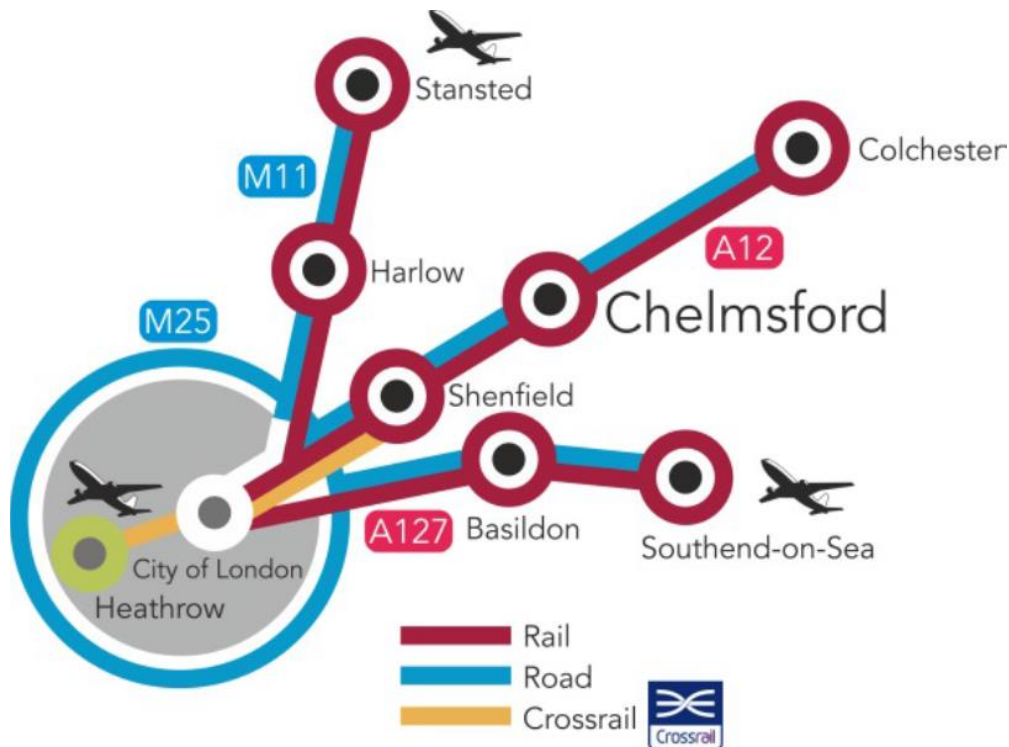 Stansted
Colchester
M11
A12
Harlow
Chelmsford
M25
Shenfield
A127
Basildon
Southend-on-Sea
City of London
Heathrow
Rail
Road
Crossrail
Crossrail